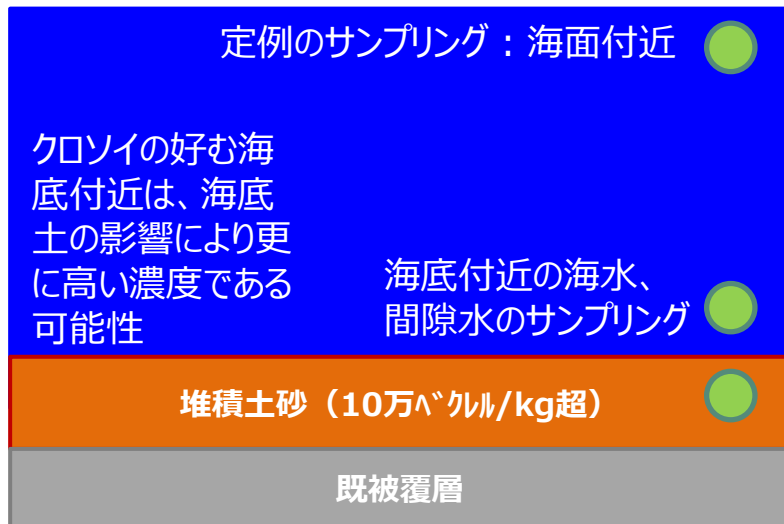 定例のサンプリング：海面付近
クロソイの好む海
底付近は、海底
土の影響により更
に高い濃度である
可能性
海底付近の海水、
間隙水のサンプリング
堆積土砂（10万ﾍﾞｸﾚﾙ/kg超）
既被覆層